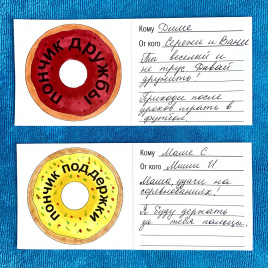 ПОНЧИК ДРУЖБЫ
Кому Диме
От кого Серёжи и Вани
Ты веселый и
не трус. Давай
дружить!
Приходи после
уроков играть в
футбол!
ПОНЧИК ПОДДЕРЖКИ
Кому Маше С
От кого Миши И
Маша, удачи на
соревнованиях!
Я буду держать
за тебя пальцы.